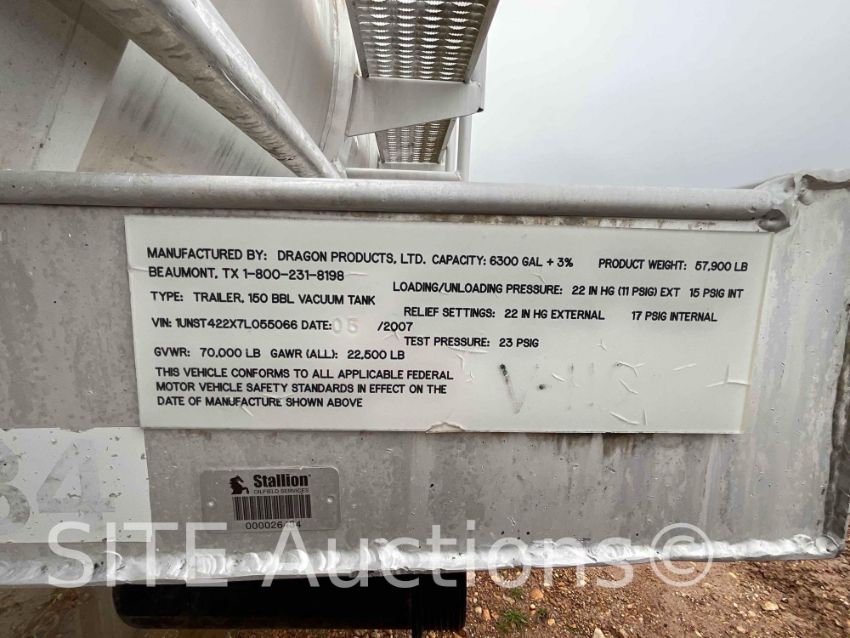 MANUFACTURED BY: DRAGON PRODUCTS, LTD. CAPACITY: 6300 GAL + 3% PRODUCT WEIGHT: 57,900 LB
BEAUMONT, TX 1-800-231-8198
LOADING/UNLOADING PRESSURE: 22 IN HG (11 PSIG) EXT 15 PSIG INT
TYPE: TRAILER, 150 BBL VACUUM TANK
RELIEF SETTINGS: 22 IN HG EXTERNAL 17 PSIG INTERNAL
VIN: 1UNST422X7L055066 DATE: 05 /2007
TEST PRESSURE: 23 PSIG
GVWR: 70,000 LB GAWR (ALL): 22,500 LB
THIS VEHICLE CONFORMS TO ALL APPLICABLE FEDERAL
MOTOR VEHICLE SAFETY STANDARDS IN EFFECT ON THE
DATE OF MANUFACTURE SHOWN ABOVE
34
Stallion
OILFIELD SERVICES
SITE Auctions©